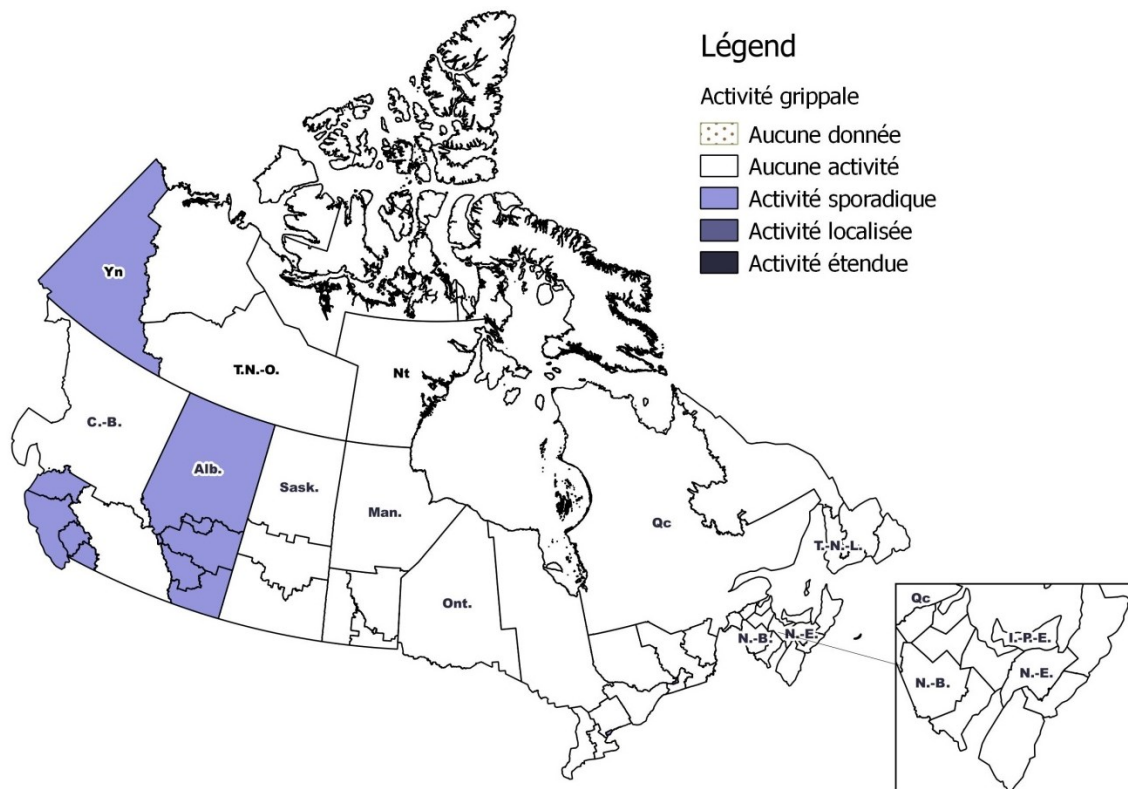 Légend
Activité grippale
Aucune donnée
Aucune activité
Activité sporadique
Activité localisée
Activité étendue
Yn
T.N.-O.
Nt
C.-B.
Alb.
Sask.
Man.
Qc
Ont.
T.-N.-L.
N.-B.
N.-E.
Qc
I.-P.-E.
N.-E.
N.-B.